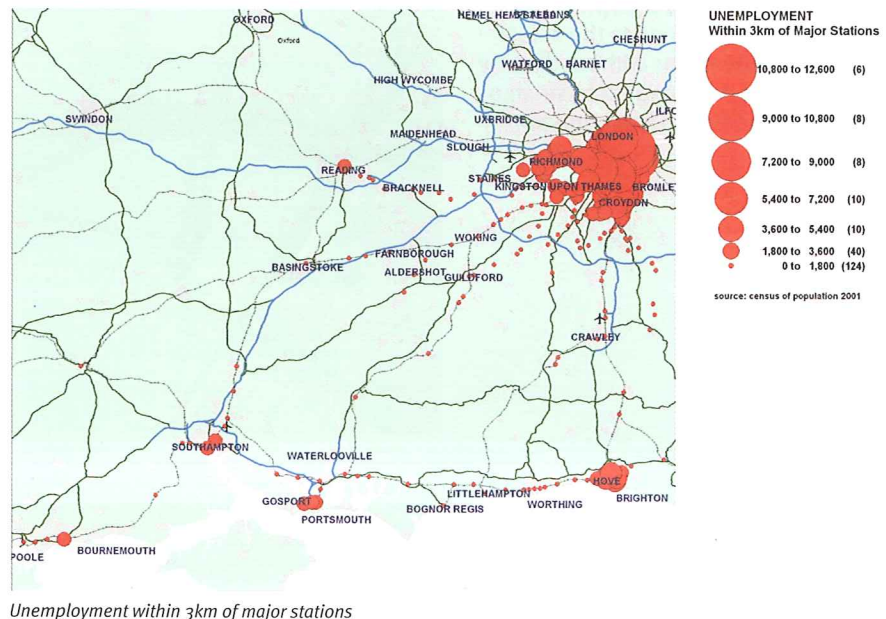 OXFORD
Oxford
CHESHUNT
WATFORD
BARNET
HIGH WYCOMBE
UXBRIDGE
SWINDON
MAIDENHEAD
SLOUGH
LONDON
READING
RICHMOND
STAINES
BRACKNELL
KINGSTON UPON THAMES
BROMLE
CROYDON
WOKING
FARNBOROUGH
BASINGSTOKE
ALDERSHOT
GUILDFORD
CRAWLEY
SOUTHAMPTON
WATERLOOVILLE
HOVE
GOSPORT
LITTLEHAMPTON
BRIGHTON
WORTHING
BOGNOR REGIS
PORTSMOUTH
BOURNEMOUTH
POOLE
UNEMPLOYMENT
Within 3km of Major Stations
10,800 to 12,600 (6)
9,000 to 10,800 (8)
7,200 to 9,000 (8)
5,400 to 7,200 (10)
3,600 to 5,400 (10)
1,800 to 3,600 (40)
0 to 1,800 (124)
source: census of population 2001
Unemployment within 3km of major stations